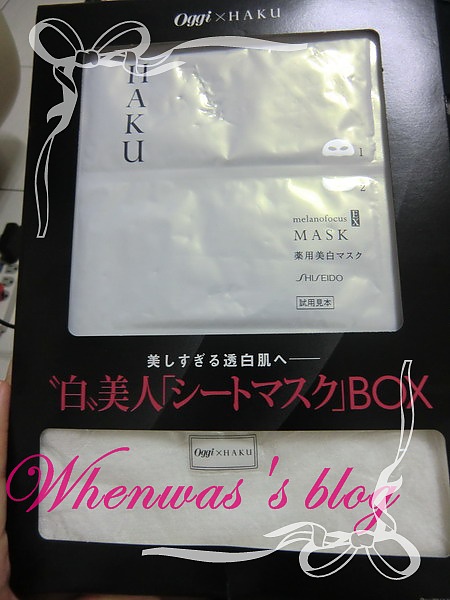 Oggi×HAKU
HAKU
1
2
melanofocus EX
MASK
薬用美白マスク
SHISEIDO
試用見本
美しすぎる透白肌へ——
〝白〟美人「シートマスク」BOX
Oggi×HAKU
Whenwas 's blog